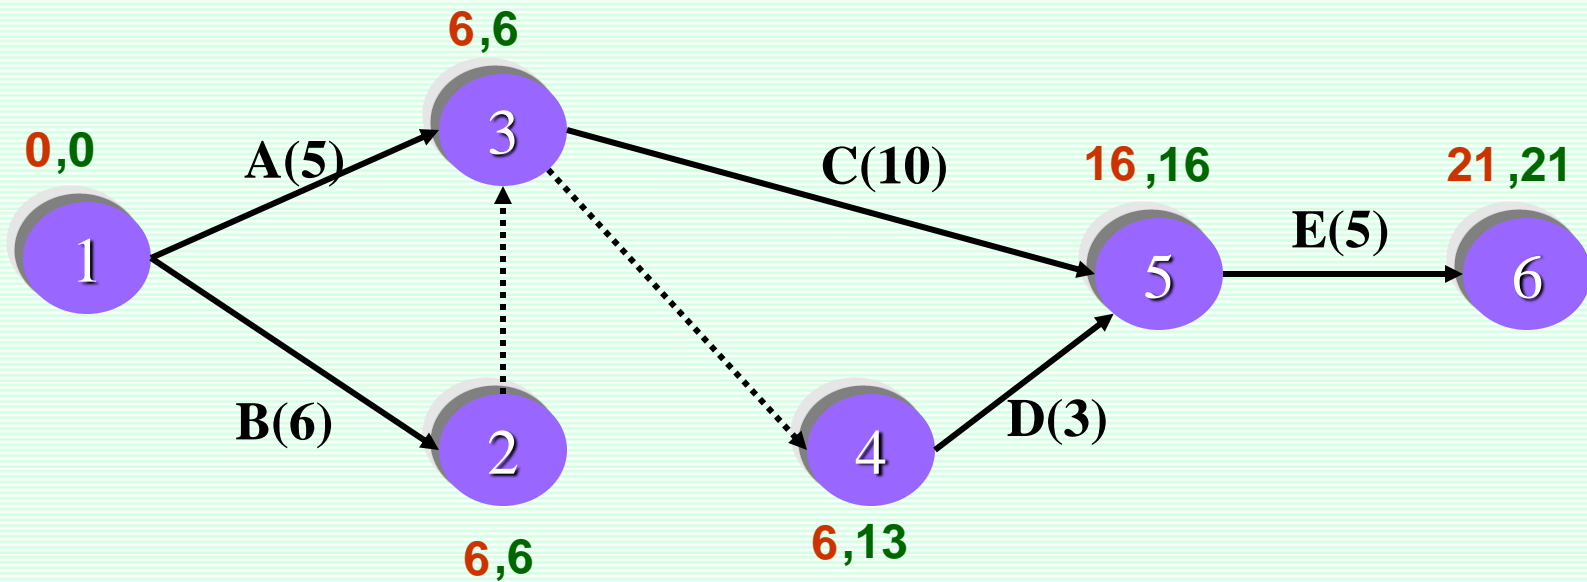 6,6
3
0,0
A(5)
C(10)
16,16
21,21
1
E(5)
5
6
B(6)
D(3)
2
4
6,6
6,13